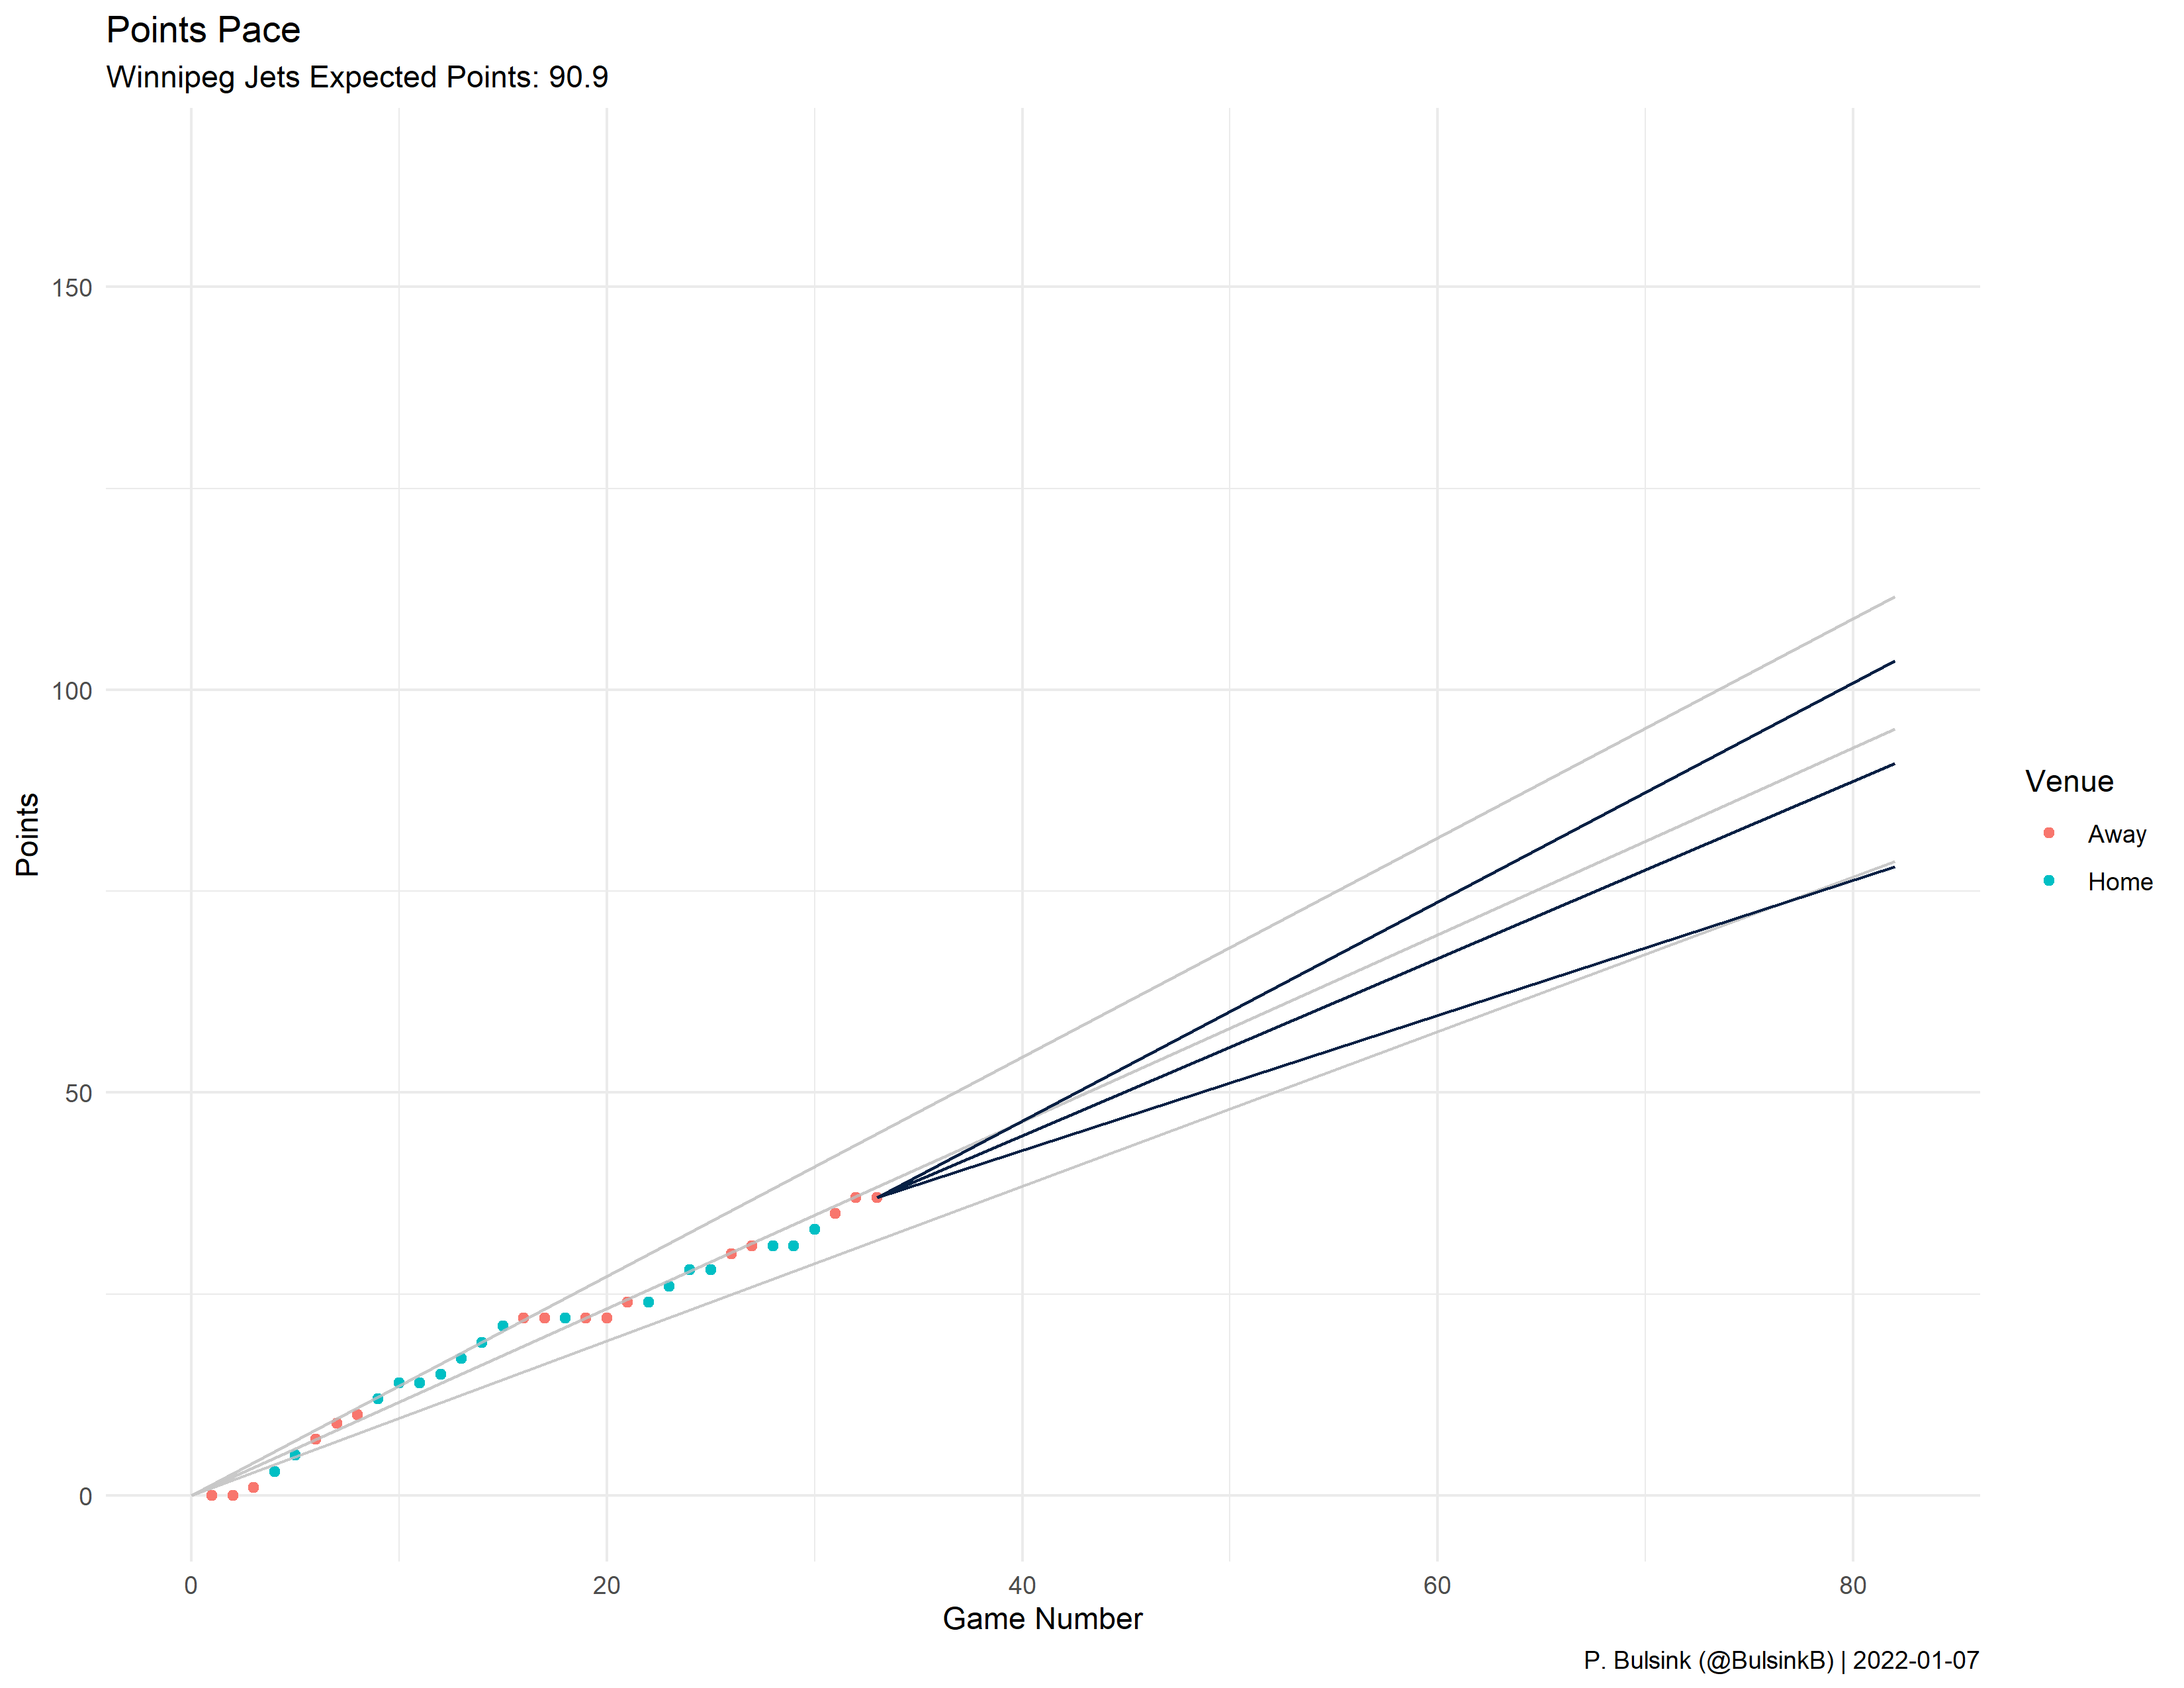 Points Pace
Winnipeg Jets Expected Points: 90.9
150
100
50
0
Points
0 20 40 60 80
Game Number
Venue
Away
Home
P. Bulsink (@BulsinkB) | 2022-01-07